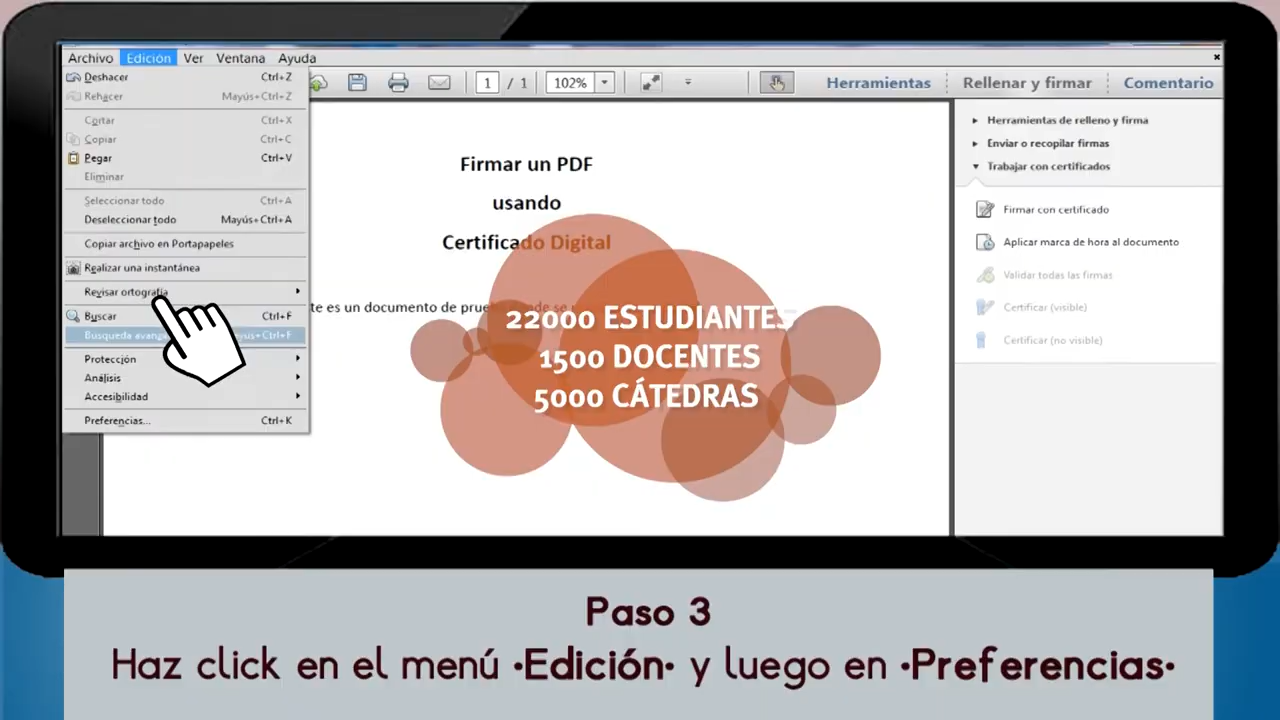 Archivo Edición Ver Ventana Ayuda
Deshacer Ctrl+Z
Rehacer Mayús+Ctrl+Z
Cortar Ctrl+X
Copiar Ctrl+C
Pegar Ctrl+V
Eliminar
Seleccionar todo Ctrl+A
Deseleccionar todo Mayús+Ctrl+A
Copiar archivo en Portapapeles
Realizar una instantánea
Revisar ortografía
Buscar Ctrl+F
Búsqueda
Protección
Análisis
Accesibilidad
Preferencias... Ctrl+K
1 / 1 102%
Herramientas Rellenar y firmar Comentario
Firmar un PDF
usando
Certificado Digital
es un documento de
22000 ESTUDIANTES
1500 DOCENTES
5000 CÁTEDRAS
Herramientas de relleno y firma
Enviar o recopilar firmas
Trabajar con certificados
Firmar con certificado
Aplicar marca de hora al documento
Validar todas las firmas
Certificar (visible)
Certificar (no visible)
Paso 3
Haz click en el menú •Edición• y luego en •Preferencias•